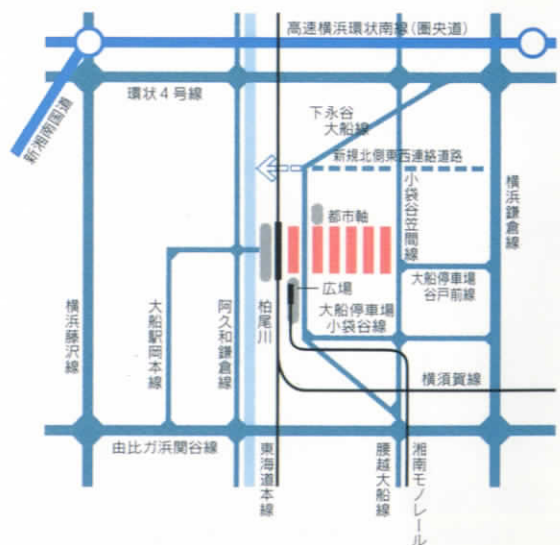 高速横浜環状南線(圏央道)
環状4号線
新湘南国道
下永谷
大船線
新規北側東西連絡道路
小袋谷笠間線
横浜鎌倉線
都市軸
広場
大船停車場
谷戸前線
大船停車場
小袋谷線
横浜藤沢線
大船駅岡本線
阿久和鎌倉線
柏尾川
横須賀線
由比ガ浜関谷線
東海道本線
腰越大船線
湘南モノレール